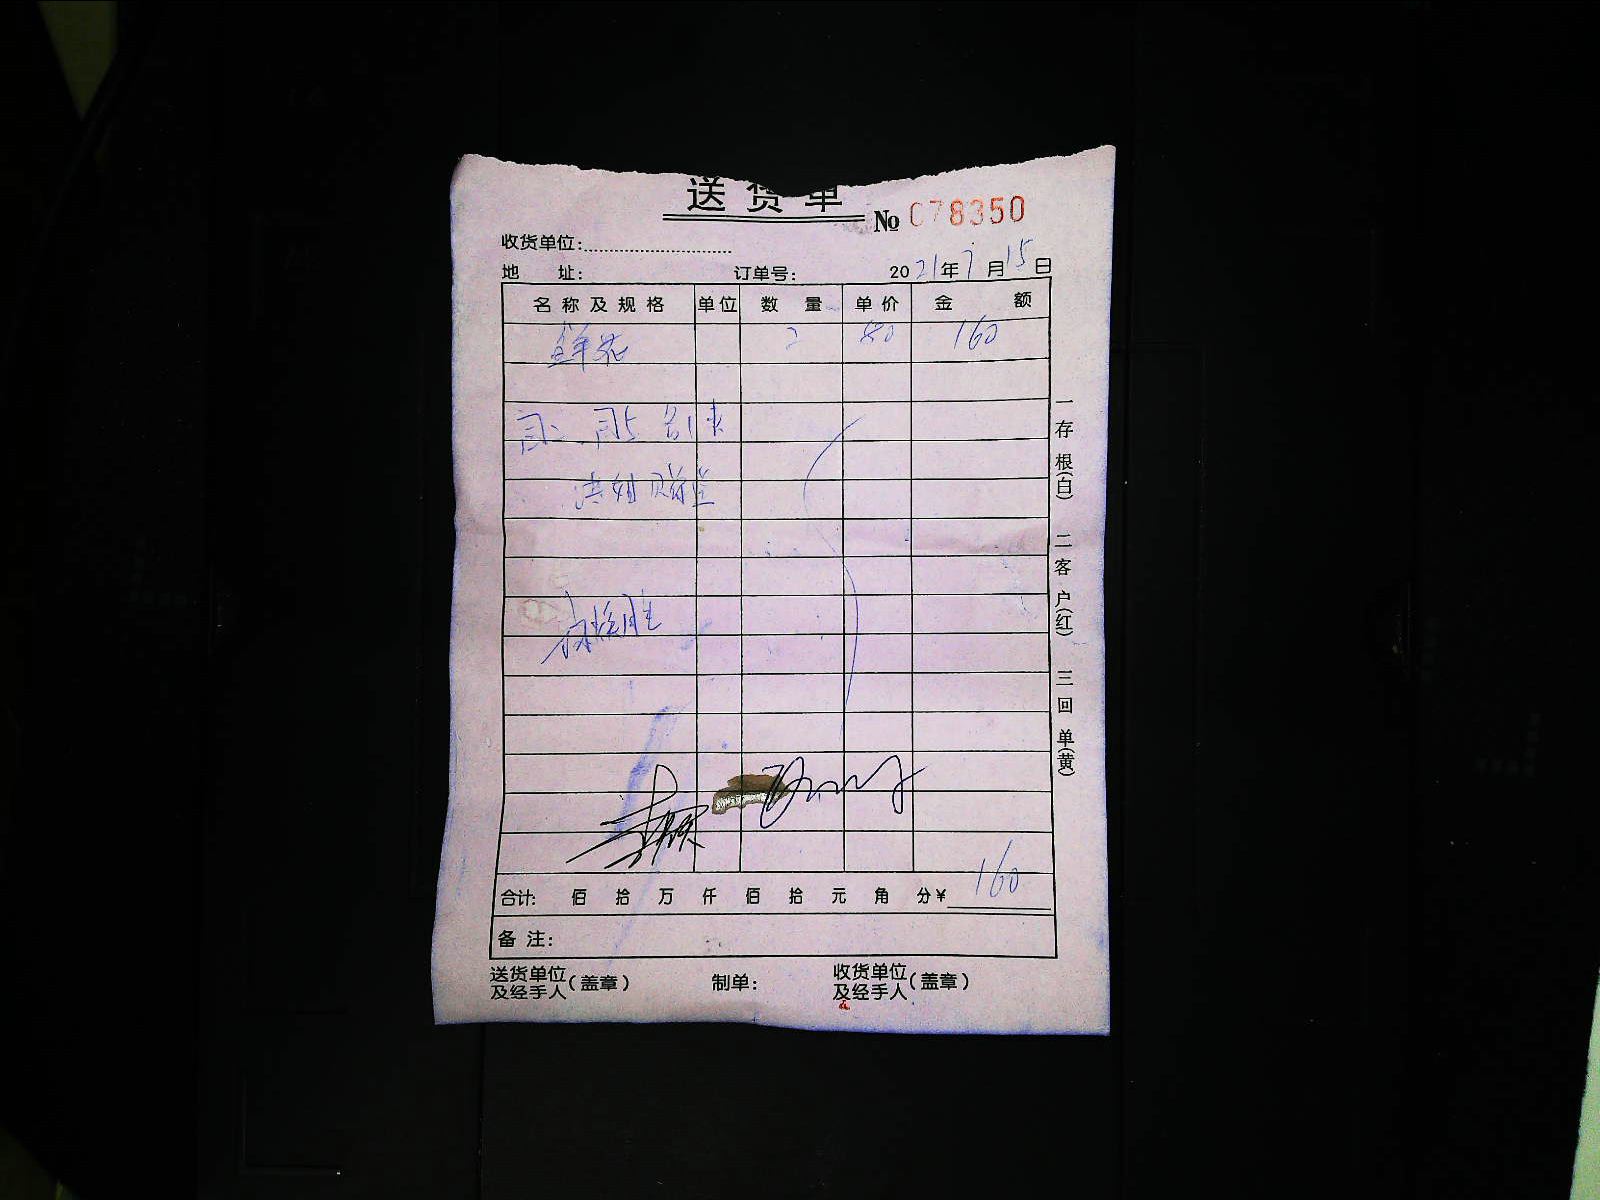 送货单
No 078350
收货单位:
地 址: 订单号: 2021年7月15日
名称及规格 单位 数量 单价 金额
鲜花 2 80 160
合计: 佰 拾 万 仟 佰 拾 元 角 分¥ 160
备注:
送货单位及经手人(盖章) 制单: 收货单位及经手人(盖章)
一存根(白) 二客户(红) 三回单(黄)